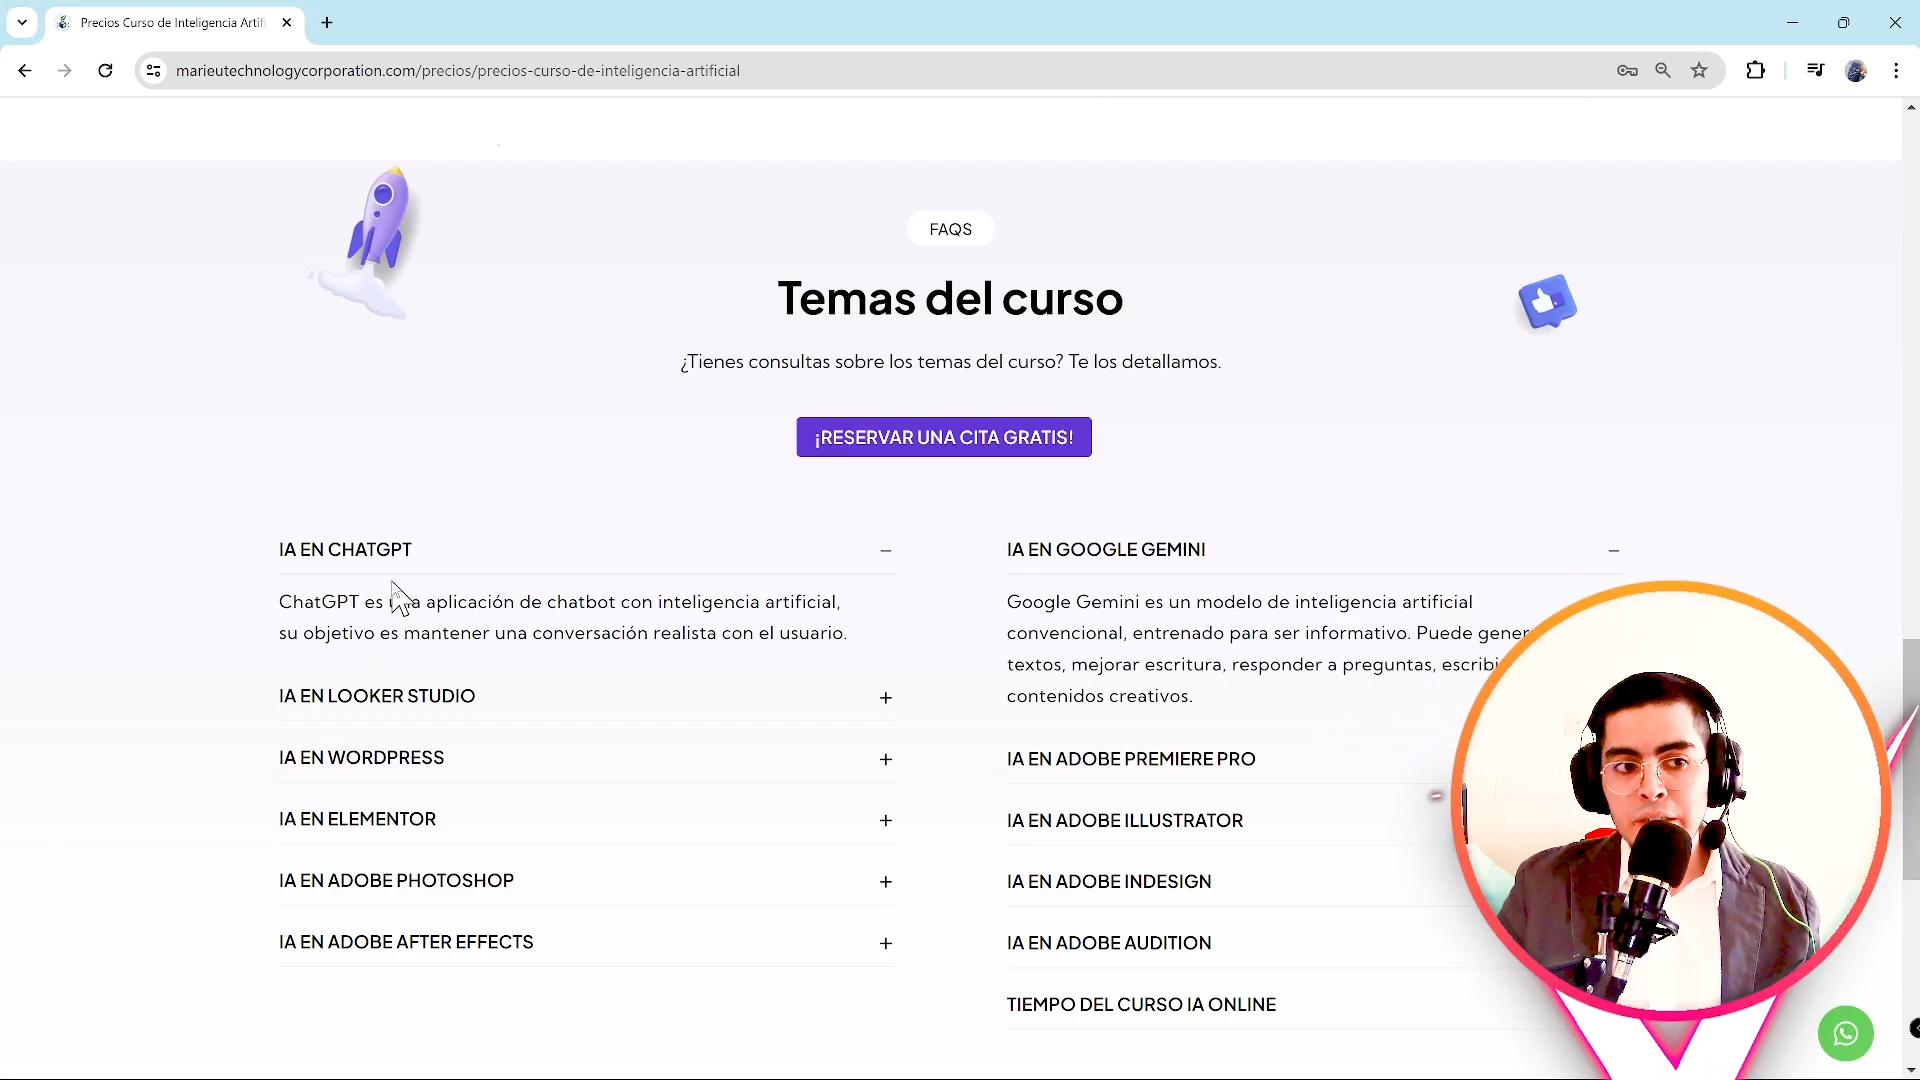 Precios Curso de Inteligencia Artifi
marieutechnologycorporation.com/precios/precios-curso-de-inteligencia-artificial
FAQS
Temas del curso
¿Tienes consultas sobre los temas del curso? Te los detallamos.
¡RESERVAR UNA CITA GRATIS!
IA EN CHATGPT
ChatGPT es una aplicación de chatbot con inteligencia artificial,
su objetivo es mantener una conversación realista con el usuario.
IA EN LOOKER STUDIO
IA EN WORDPRESS
IA EN ELEMENTOR
IA EN ADOBE PHOTOSHOP
IA EN ADOBE AFTER EFFECTS
IA EN GOOGLE GEMINI
Google Gemini es un modelo de inteligencia artificial
convencional, entrenado para ser informativo. Puede gener
textos, mejorar escritura, responder a preguntas, escribi
contenidos creativos.
IA EN ADOBE PREMIERE PRO
IA EN ADOBE ILLUSTRATOR
IA EN ADOBE INDESIGN
IA EN ADOBE AUDITION
TIEMPO DEL CURSO IA ONLINE